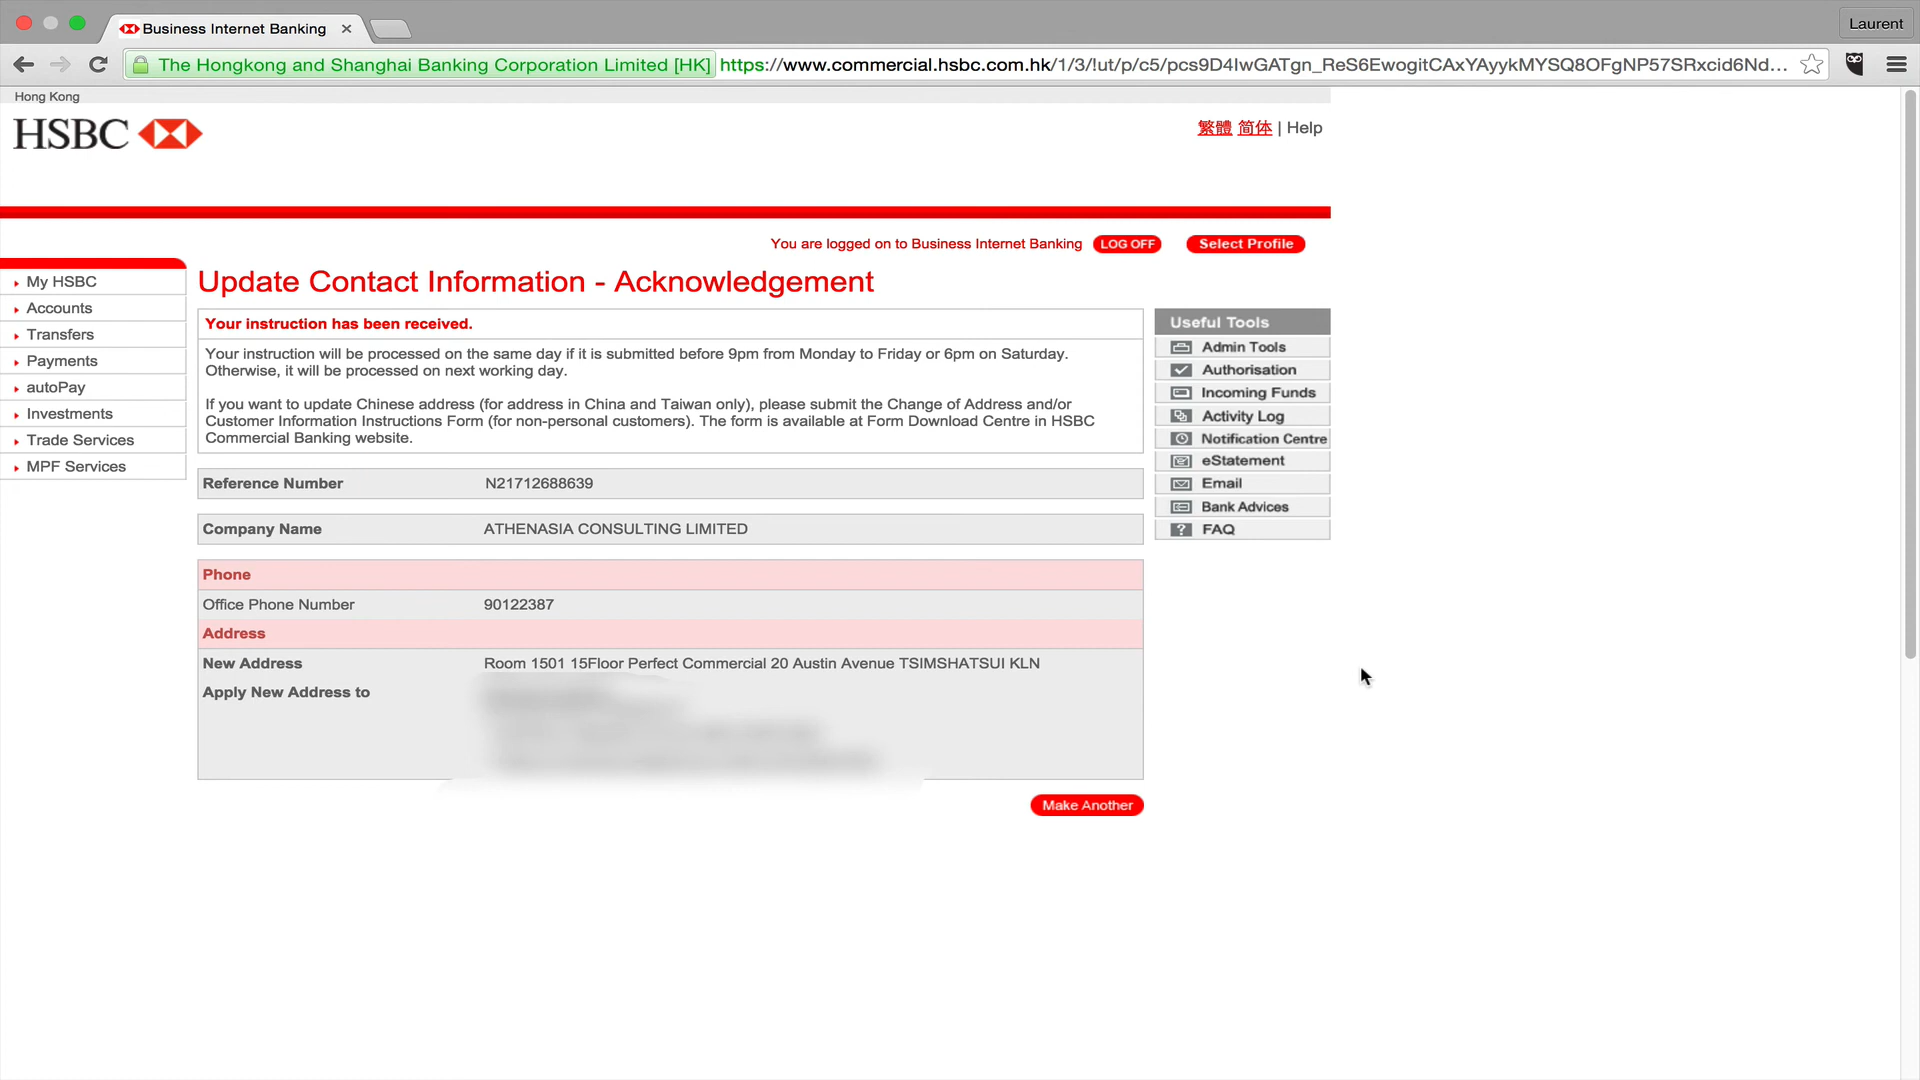 Business Internet Banking
Laurent
The Hongkong and Shanghai Banking Corporation Limited [HK] https://www.commercial.hsbc.com.hk/1/3/!ut/p/c5/pcs9D4IwGATgn_ReS6EwogitCAxYAyykMYSQ8OFgNP57SRxcid6Nd...
Hong Kong
HSBC
繁體 简体 | Help
You are logged on to Business Internet Banking LOG OFF Select Profile
My HSBC
Accounts
Transfers
Payments
autoPay
Investments
Trade Services
MPF Services
Update Contact Information - Acknowledgement
Your instruction has been received.
Your instruction will be processed on the same day if it is submitted before 9pm from Monday to Friday or 6pm on Saturday.
Otherwise, it will be processed on next working day.
If you want to update Chinese address (for address in China and Taiwan only), please submit the Change of Address and/or
Customer Information Instructions Form (for non-personal customers). The form is available at Form Download Centre in HSBC
Commercial Banking website.
Reference Number N21712688639
Company Name ATHENASIA CONSULTING LIMITED
Phone
Office Phone Number 90122387
Address
New Address Room 1501 15Floor Perfect Commercial 20 Austin Avenue TSIMSHATSUI KLN
Apply New Address to
Make Another
Useful Tools
Admin Tools
Authorisation
Incoming Funds
Activity Log
Notification Centre
eStatement
Email
Bank Advices
FAQ